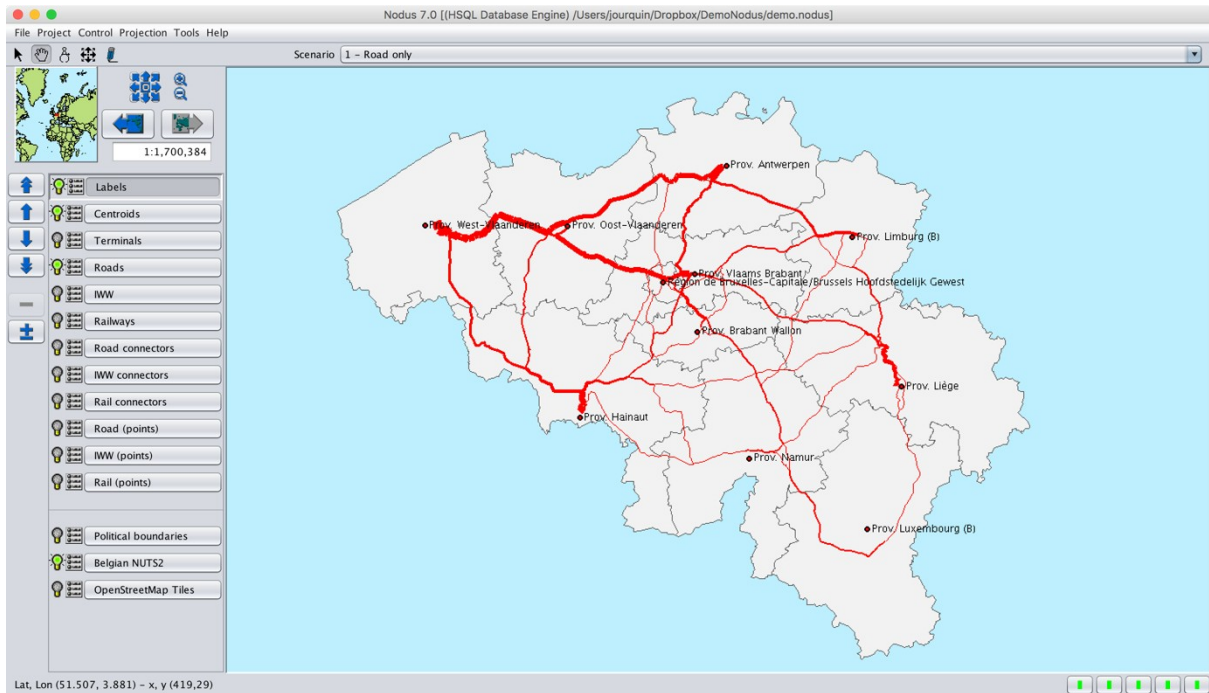 Nodus 7.0 [(HSQL Database Engine) /Users/jourquin/Dropbox/DemoNodus/demo.nodus]
File Project Control Projection Tools Help
Scenario 1 - Road only
1:1,700,384
Labels
Centroids
Terminals
Roads
IWW
Railways
Road connectors
IWW connectors
Rail connectors
Road (points)
IWW (points)
Rail (points)
Political boundaries
Belgian NUTS2
OpenStreetMap Tiles
Prov. Antwerpen
Prov. West-Vlaanderen
Prov. Oost-Vlaanderen
Prov. Limburg (B)
Prov. Vlaams Brabant
Région de Bruxelles-Capitale/Brussels Hoofdstedelijk Gewest
Prov. Brabant Wallon
Prov. Liège
Prov. Hainaut
Prov. Namur
Prov. Luxembourg (B)
Lat, Lon (51.507, 3.881) - x, y (419,29)